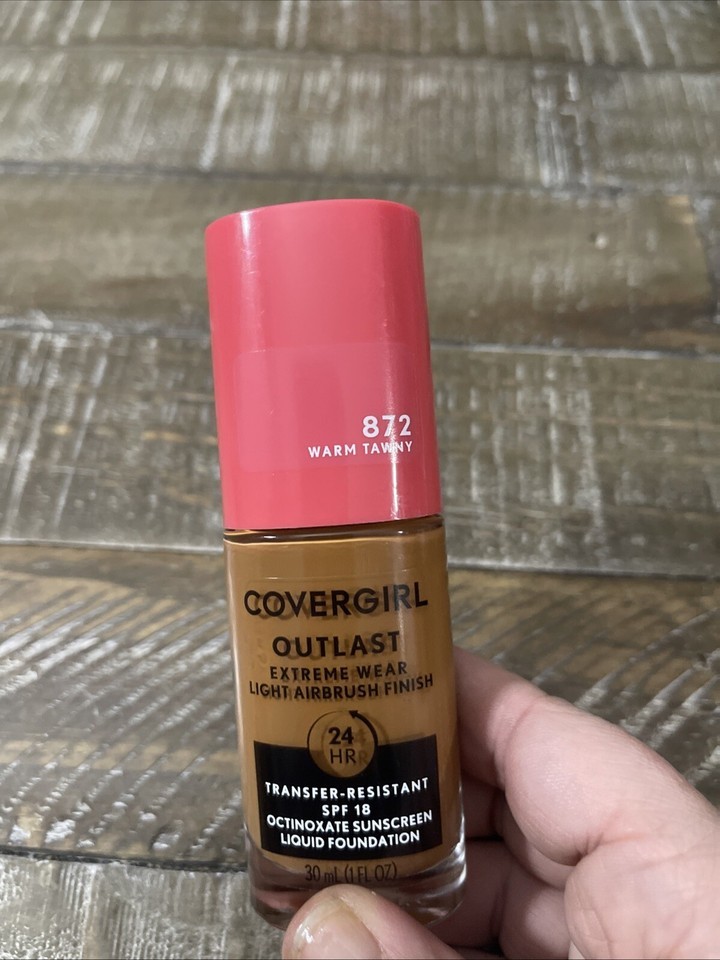 872
WARM TAWNY
COVERGIRL
OUTLAST
EXTREME WEAR
LIGHT AIRBRUSH FINISH
24
HR
TRANSFER-RESISTANT
SPF 18
OCTINOXATE SUNSCREEN
LIQUID FOUNDATION
30 mL (1 FL OZ)